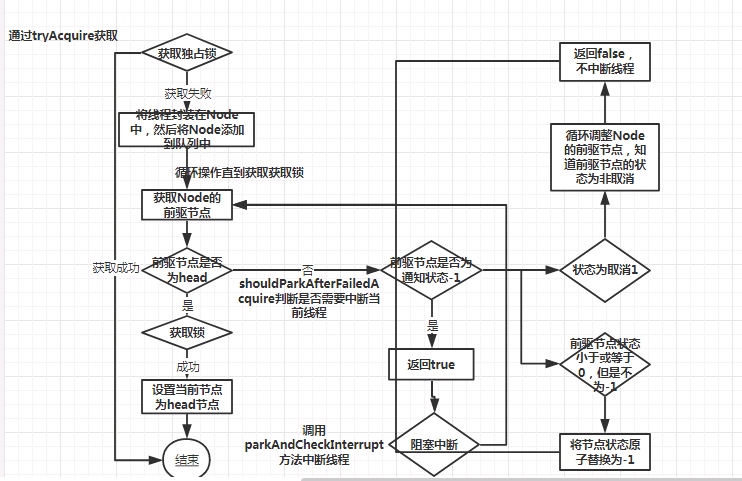 通过tryAcquire获取
获取独占锁
获取失败
将线程封装在Node
中，然后将Node添加
到队列中
循环操作直到获取获取锁
获取Node的
前驱节点
获取成功
前驱节点是否
为head
否
shouldParkAfterFailedA
cquire判断是否需要中断当
前线程
是
获取锁
成功
设置当前节点
为head节点
结束
前驱节点是否为
通知状态-1
是
返回true
调用
parkAndCheckInterrupt
方法中断线程
阻塞中断
返回false，
不中断线程
循环调整Node
的前驱节点，知
道前驱节点的状
态为非取消
状态为取消1
前驱节点状态
小于或等于
0，但是不
为-1
将节点状态原
子替换为-1